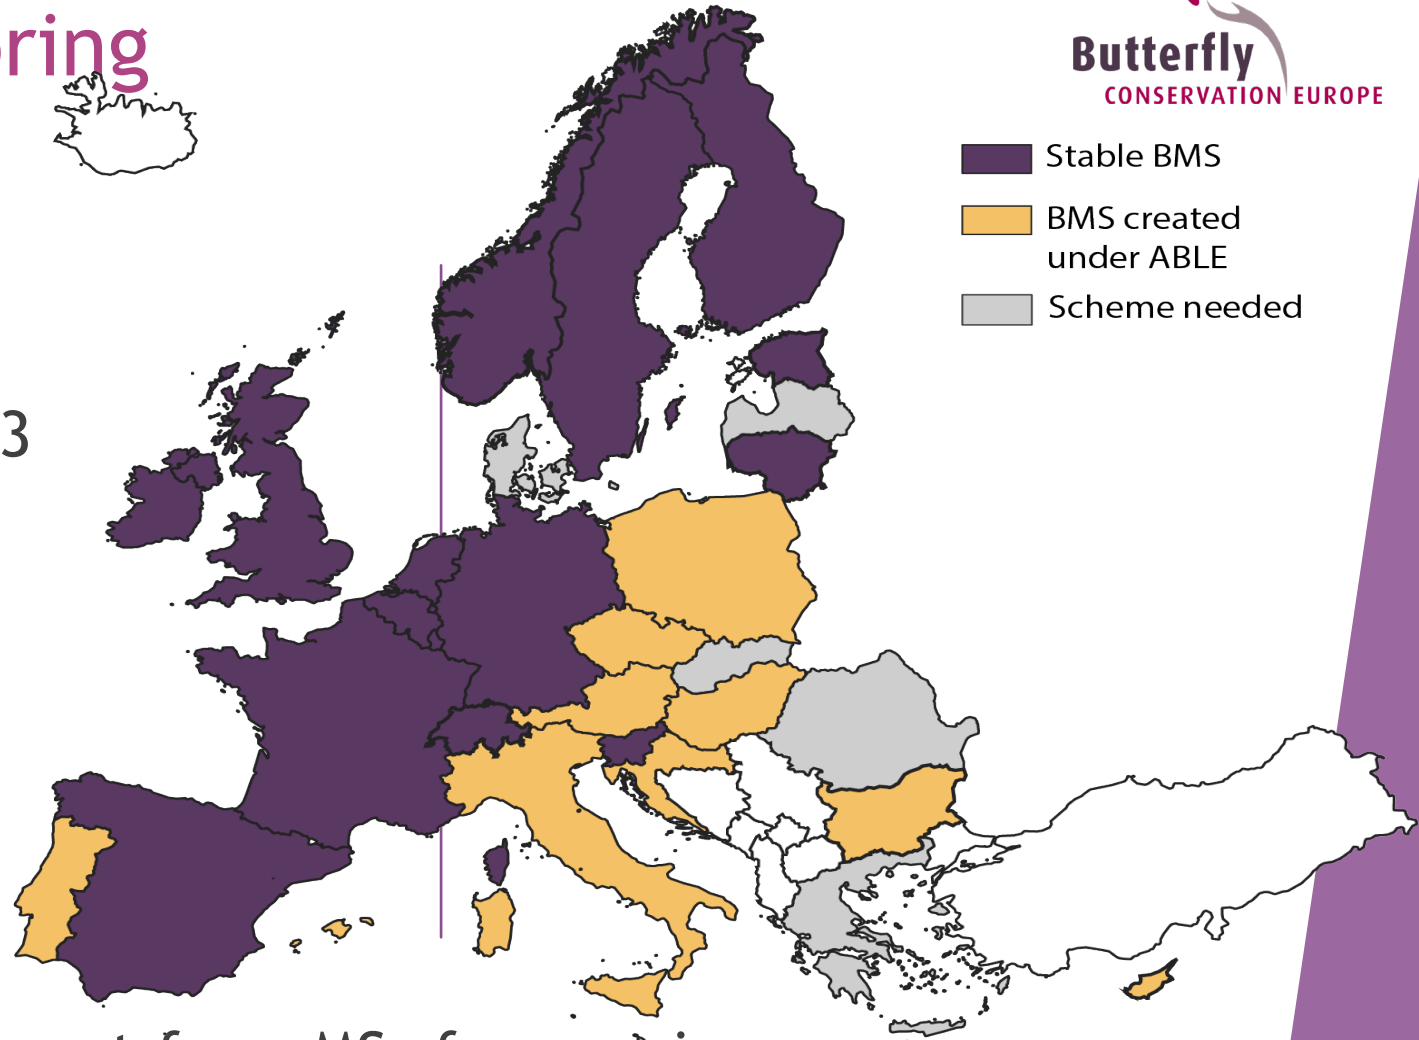 ring
Butterfly
CONSERVATION EUROPE
Stable BMS
BMS created
under ABLE
Scheme needed
3